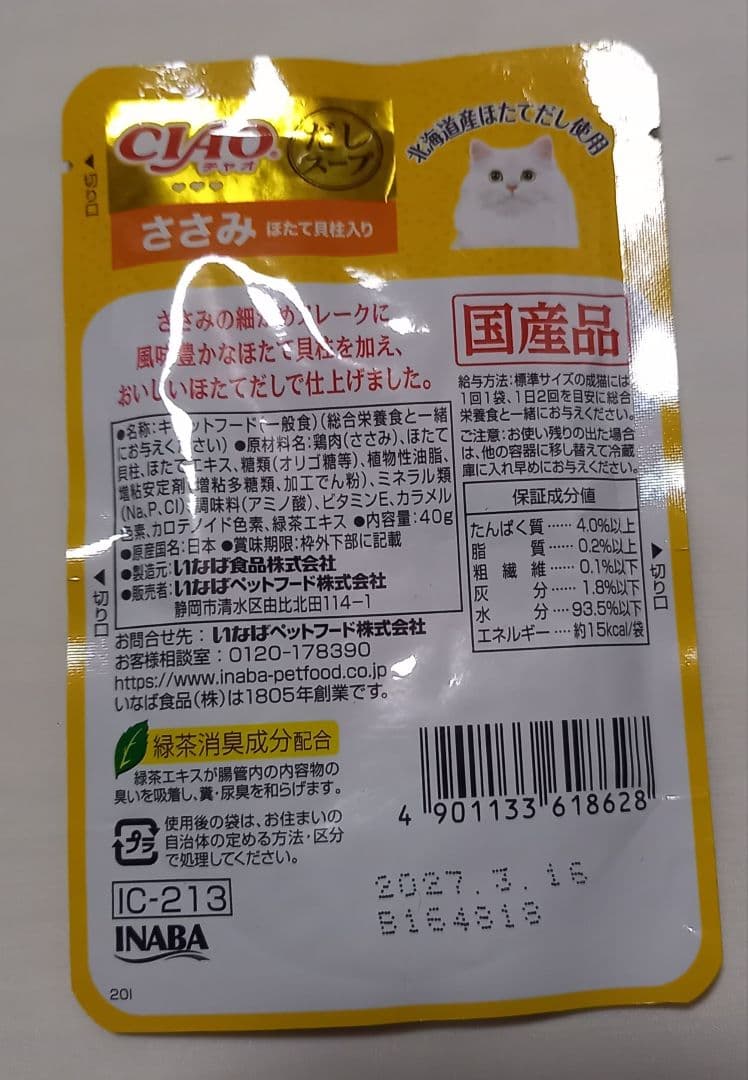 切り口
CIAO
チャオ
だし
スープ
北海道産ほたてだし使用
ささみ ほたて貝柱入り
ささみの細かめフレークに
風味豊かなほたて貝柱を加え、
おいしいほたてだしで仕上げました。
国産品
給与方法:標準サイズの成猫には
1回1袋、1日2回を目安に総合
栄養食と一緒にお与えください。
ご注意:お使い残りの出た場合
は、他の容器に移し替えて冷蔵
庫に入れ早めにお与えください。
●名称:キャットフード(一般食)(総合栄養食と一緒
にお与えください) ●原材料名:鶏肉(ささみ)、ほたて
貝柱、ほたてエキス、糖類(オリゴ糖等)、植物性油脂、
増粘安定剤(増粘多糖類、加工でん粉)、ミネラル類
(Na,P,Cl)、調味料(アミノ酸)、ビタミンE、カラメル
色素、カロテノイド色素、緑茶エキス ●内容量:40g
●原産国名:日本 ●賞味期限:枠外下部に記載
●製造元:いなば食品株式会社
●販売者:いなばペットフード株式会社
静岡市清水区由比北田114-1
保証成分値
たんぱく質……4.0%以上
脂質……0.2%以上
粗繊維……0.1%以下
灰分……1.8%以下
水分……93.5%以下
エネルギー……約15kcal/袋
切り口
切り口
お問合せ先:いなばペットフード株式会社
お客様相談室:0120-178390
https://www.inaba-petfood.co.jp
いなば食品(株)は1805年創業です。
緑茶消臭成分配合
緑茶エキスが腸管内の内容物の
臭いを吸着し、糞・尿臭を和らげます。
プラ
使用後の袋は、お住まいの
自治体の定める方法・区分
で処理してください。
4 901133 618628
2027.3.16
B164818
IC-213
INABA
201